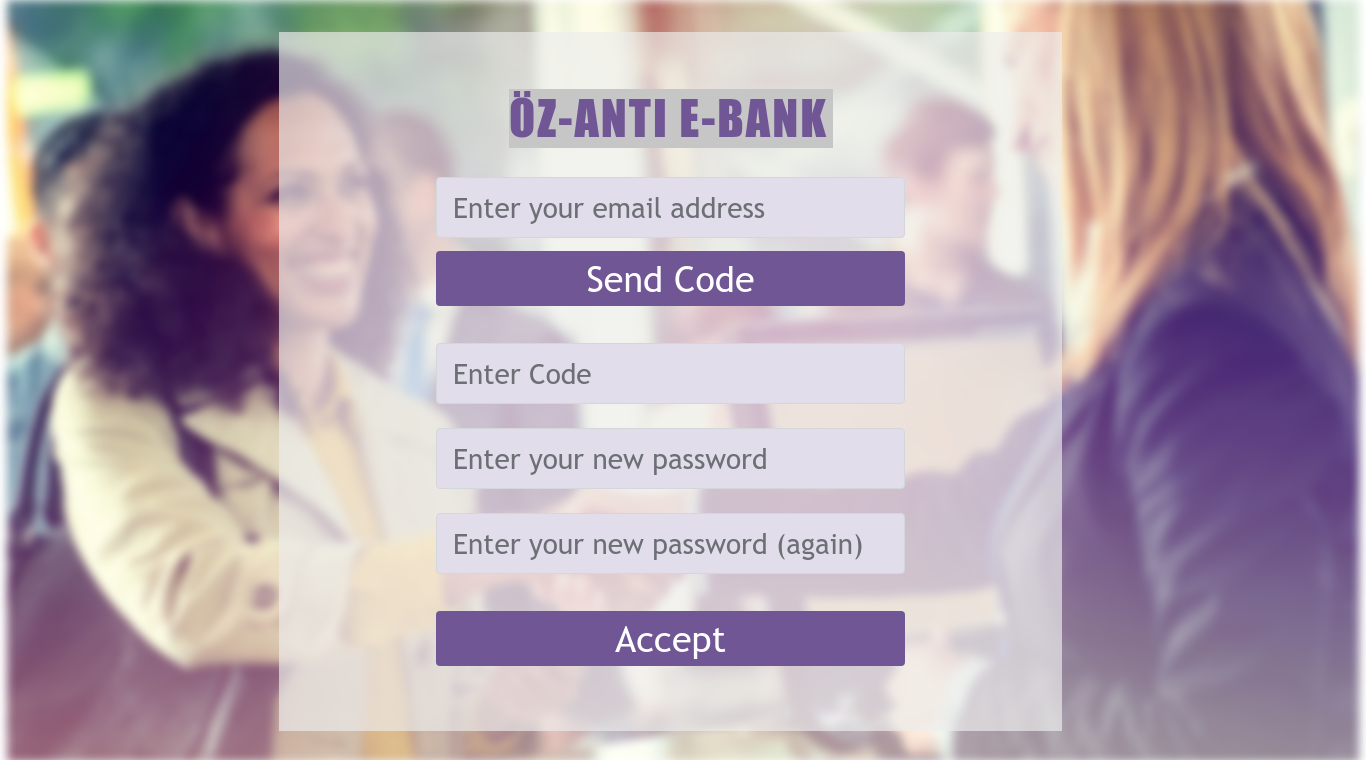 ÖZ-ANTI E-BANK
Enter your email address
Send Code
Enter Code
Enter your new password
Enter your new password (again)
Accept